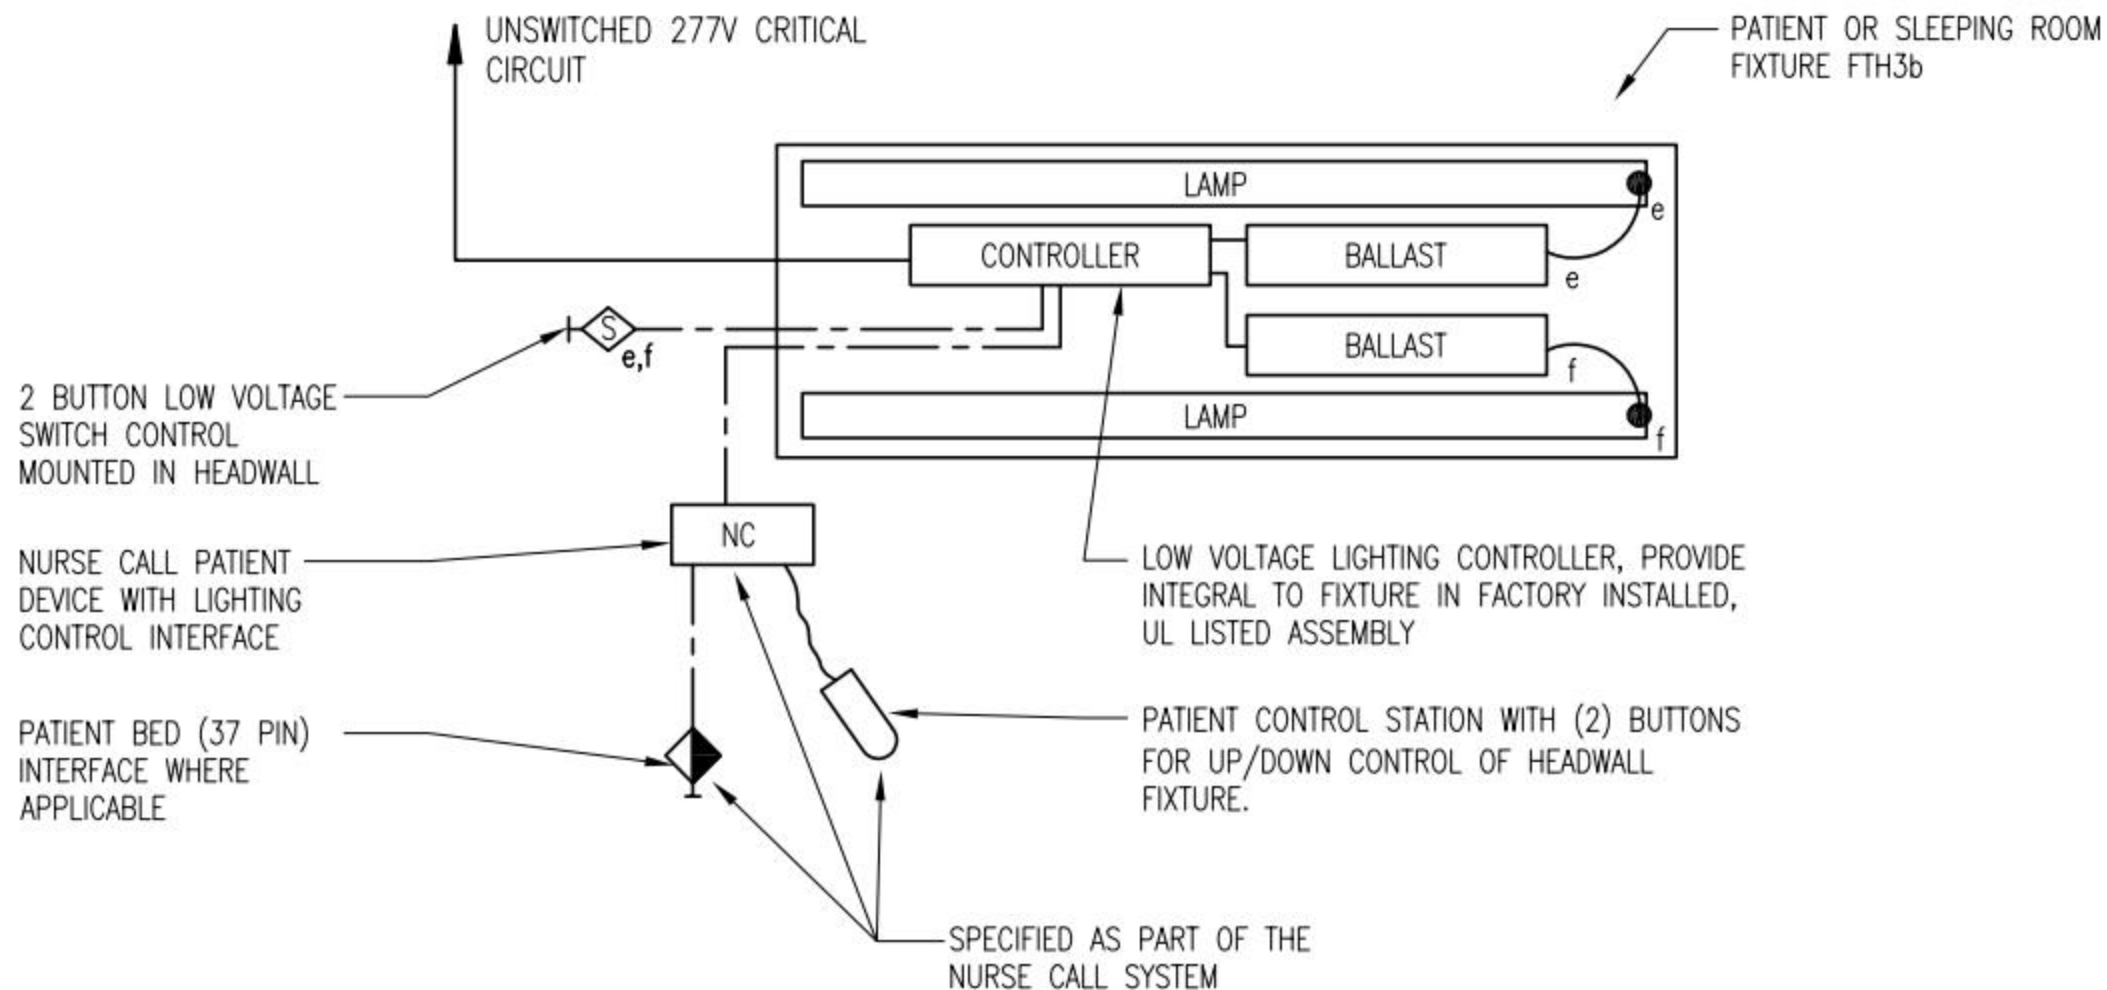 UNSWITCHED 277V CRITICAL
CIRCUIT
PATIENT OR SLEEPING ROOM
FIXTURE FTH3b
LAMP
e
CONTROLLER
BALLAST
e
S
e,f
BALLAST
f
LAMP
f
2 BUTTON LOW VOLTAGE
SWITCH CONTROL
MOUNTED IN HEADWALL
NC
NURSE CALL PATIENT
DEVICE WITH LIGHTING
CONTROL INTERFACE
LOW VOLTAGE LIGHTING CONTROLLER, PROVIDE
INTEGRAL TO FIXTURE IN FACTORY INSTALLED,
UL LISTED ASSEMBLY
PATIENT BED (37 PIN)
INTERFACE WHERE
APPLICABLE
PATIENT CONTROL STATION WITH (2) BUTTONS
FOR UP/DOWN CONTROL OF HEADWALL
FIXTURE.
SPECIFIED AS PART OF THE
NURSE CALL SYSTEM